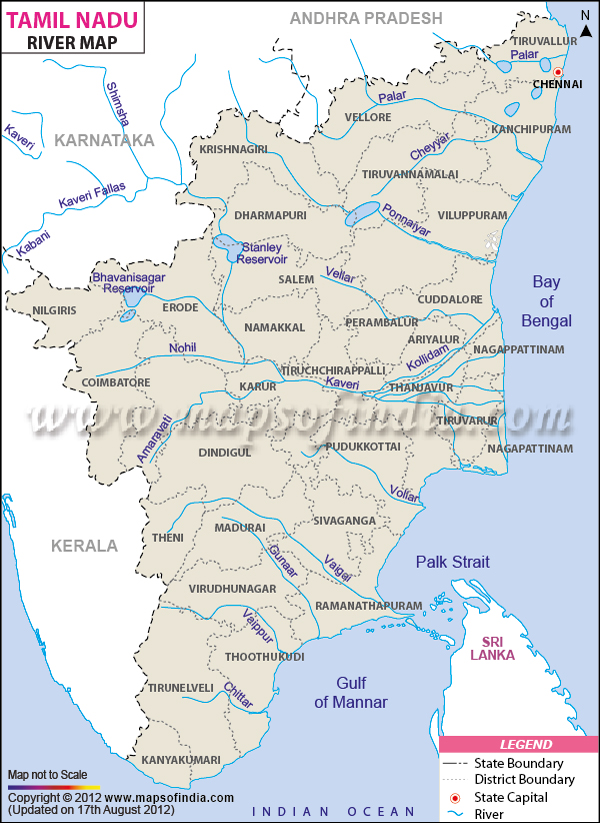 TAMIL NADU
RIVER MAP
ANDHRA PRADESH
N
TIRUVALLUR
Palar
CHENNAI
Shimsha
Palar
VELLORE
KANCHIPURAM
Kaveri
KARNATAKA
KRISHNAGIRI
Cheyyar
TIRUVANNAMALAI
Kaveri Fallas
DHARMAPURI
Ponnaiyar
VILUPPURAM
Kabani
Stanley
Reservoir
Bhavanisagar
Reservoir
SALEM
Vellar
Bay
of
Bengal
CUDDALORE
NILGIRIS
ERODE
NAMAKKAL
PERAMBALUR
ARIYALUR
Nohil
Kollidam
NAGAPPATTINAM
COIMBATORE
TIRUCHCHIRAPPALLI
KARUR
Kaveri
THANJAVUR
www.mapsofindia.com
TIRUVARUR
Amaravati
DINDIGUL
PUDUKKOTTAI
NAGAPATTINAM
Vollar
SIVAGANGA
MADURAI
THENI
KERALA
Gunaar
Vaigai
Palk Strait
VIRUDHUNAGAR
RAMANATHAPURAM
Vaippur
SRI
LANKA
THOOTHUKUDI
TIRUNELVELI
Chittar
Gulf
of Mannar
KANYAKUMARI
LEGEND
State Boundary
District Boundary
State Capital
River
Map not to Scale
Copyright © 2012 www.mapsofindia.com
(Updated on 17th August 2012)
INDIAN OCEAN